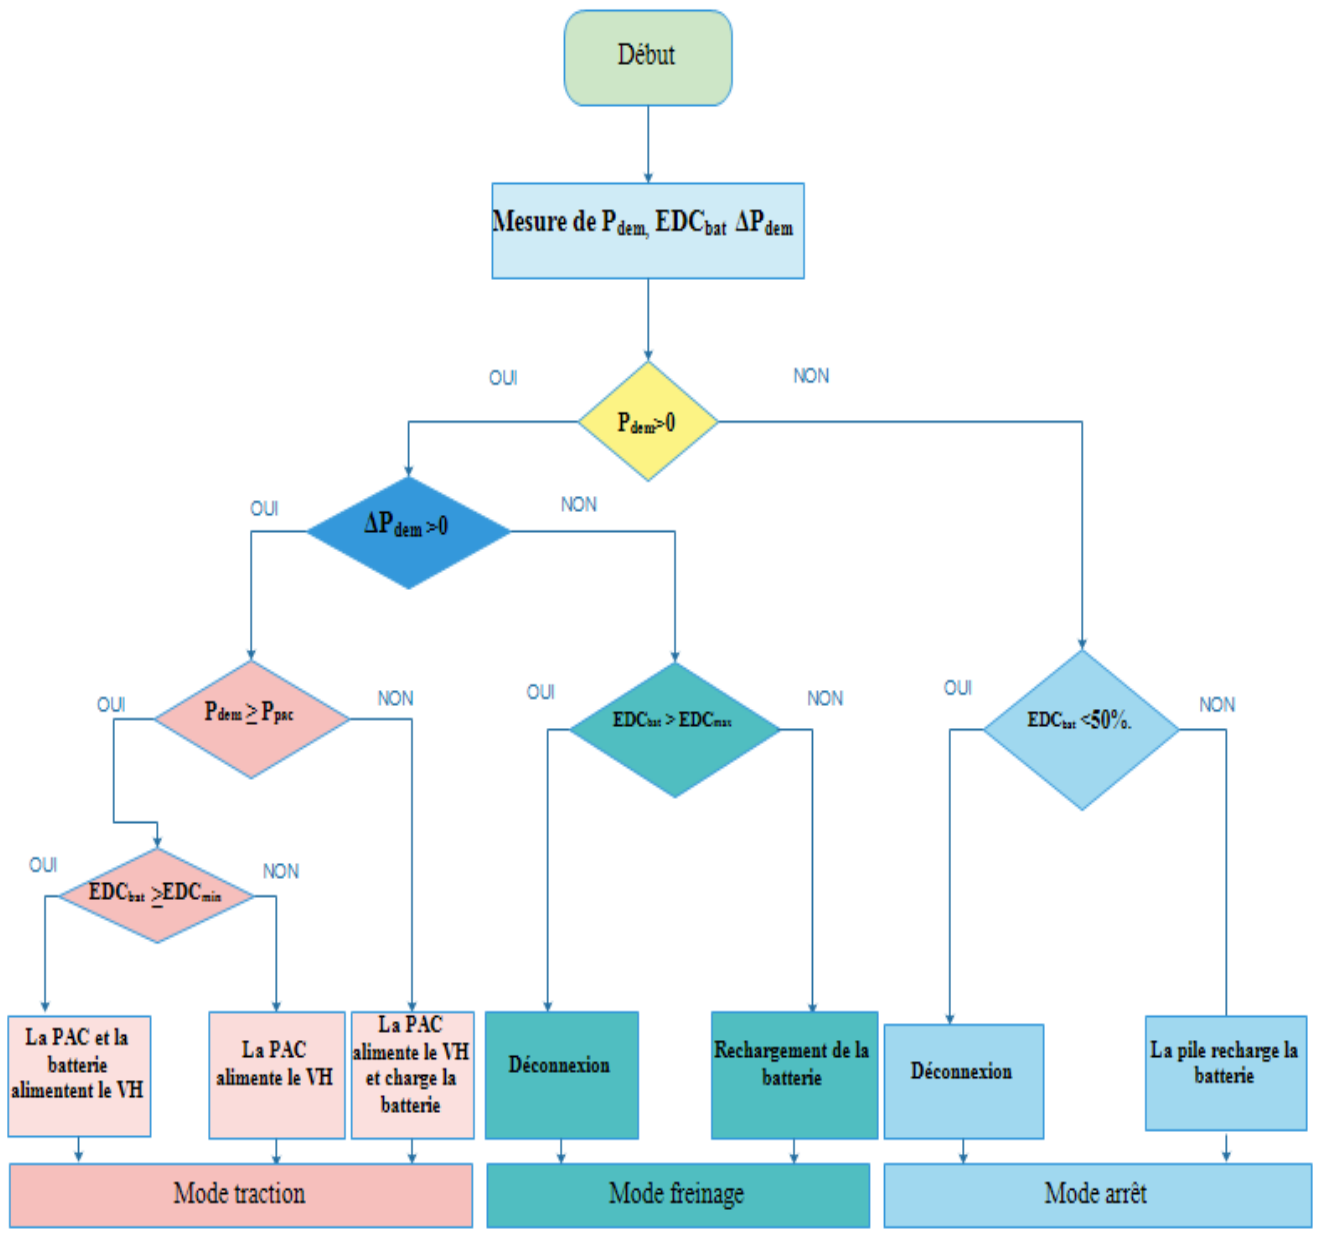 Début
Mesure de Pdem, EDCbat ΔPdem
OUI
NON
Pdem>0
OUI
NON
ΔPdem >0
OUI
NON
Pdem ≥ Ppac
OUI
NON
EDCbat > EDCmax
OUI
NON
EDCbat <50%.
OUI
NON
EDCbat ≥EDCmin
La PAC et la
batterie
alimentent le VH
La PAC
alimente le VH
La PAC
alimente le VH
et charge la
batterie
Déconnexion
Rechargement de la
batterie
Déconnexion
La pile recharge la
batterie
Mode traction
Mode freinage
Mode arrêt